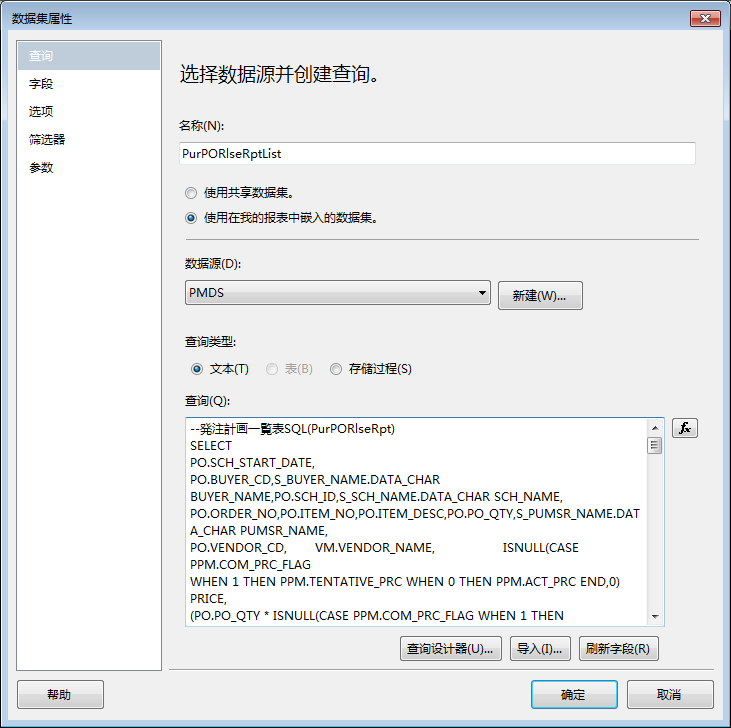 数据集属性
查询
字段
选项
筛选器
参数
选择数据源并创建查询。
名称(N):
PurPORlseRptList
使用共享数据集。
使用在我的报表中嵌入的数据集。
数据源(D):
PMDS
新建(W)...
查询类型:
文本(T)
表(B)
存储过程(S)
查询(Q):
--発注計画一覧表SQL(PurPORlseRpt)
SELECT
PO.SCH_START_DATE,
PO.BUYER_CD,S_BUYER_NAME.DATA_CHAR
BUYER_NAME,PO.SCH_ID,S_SCH_NAME.DATA_CHAR SCH_NAME,
PO.ORDER_NO,PO.ITEM_NO,PO.ITEM_DESC,PO.PO_QTY,S_PUMSR_NAME.DAT
A_CHAR PUMSR_NAME,
PO.VENDOR_CD, VM.VENDOR_NAME, ISNULL(CASE
PPM.COM_PRC_FLAG
WHEN 1 THEN PPM.TENTATIVE_PRC WHEN 0 THEN PPM.ACT_PRC END,0)
PRICE,
(PO.PO_QTY * ISNULL(CASE PPM.COM_PRC_FLAG WHEN 1 THEN
fx
查询设计器(U)...
导入(I)...
刷新字段(R)
帮助
确定
取消